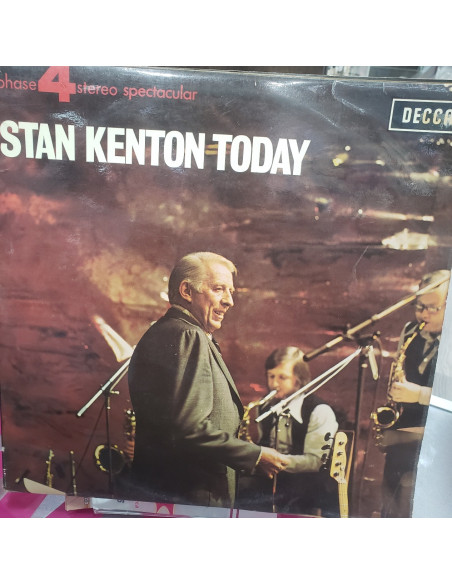 phase 4 stereo spectacular
DECCA
STAN KENTON TODAY